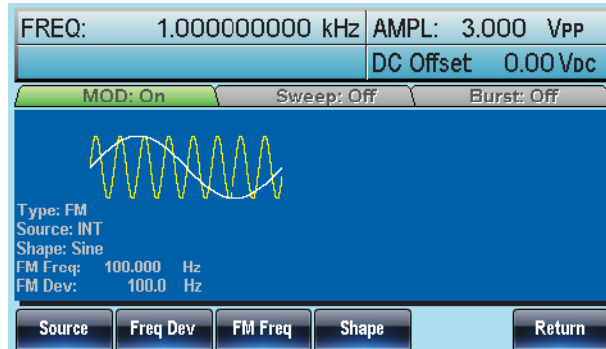 FREQ: 1.000000000 kHz
AMPL: 3.000 VPP
DC Offset 0.00 VDC
MOD: On
Sweep: Off
Burst: Off
Type: FM
Source: INT
Shape: Sine
FM Freq: 100.000 Hz
FM Dev: 100.0 Hz
Source
Freq Dev
FM Freq
Shape
Return